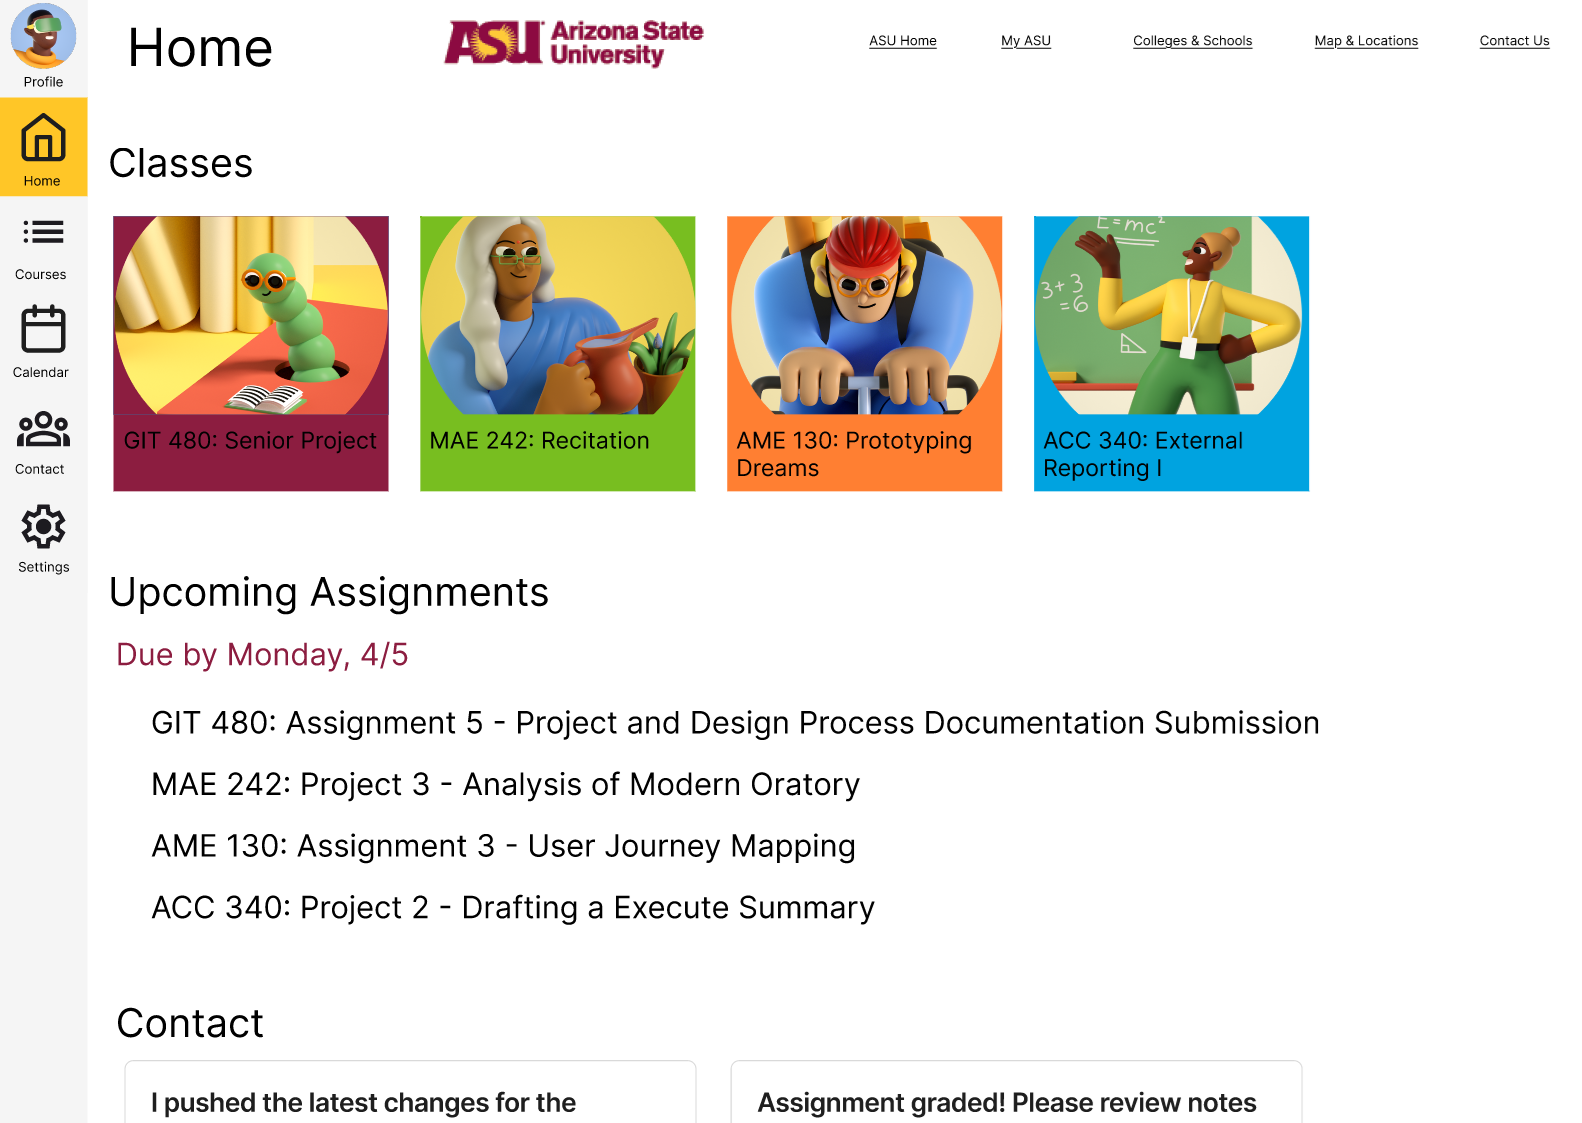 Profile
Home
Courses
Calendar
Contact
Settings
Home
ASU Arizona State
University
ASU Home
My ASU
Colleges & Schools
Map & Locations
Contact Us
Classes
E=mc²
3+3
=6
GIT 480: Senior Project
MAE 242: Recitation
AME 130: Prototyping
Dreams
ACC 340: External
Reporting I
Upcoming Assignments
Due by Monday, 4/5
GIT 480: Assignment 5 - Project and Design Process Documentation Submission
MAE 242: Project 3 - Analysis of Modern Oratory
AME 130: Assignment 3 - User Journey Mapping
ACC 340: Project 2 - Drafting a Execute Summary
Contact
I pushed the latest changes for the
Assignment graded! Please review notes